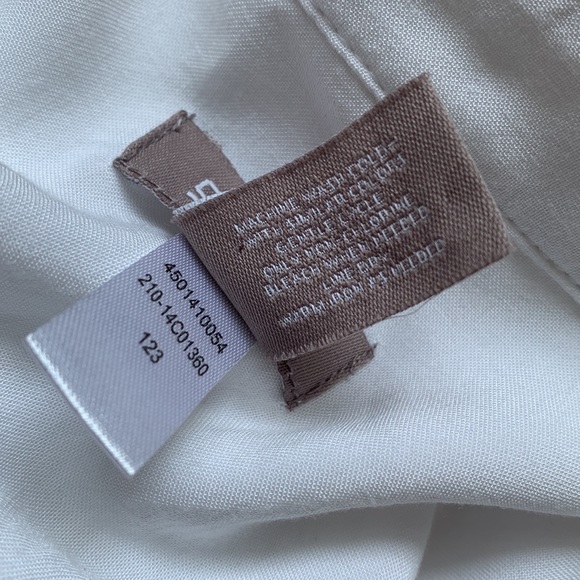 MACHINE WASH COLD
WITH SIMILAR COLORS
GENTLE CYCLE
ONLY NON-CHLORINE
BLEACH WHEN NEEDED
LINE DRY
WARM IRON AS NEEDED
4501410054
210-14C01360
123